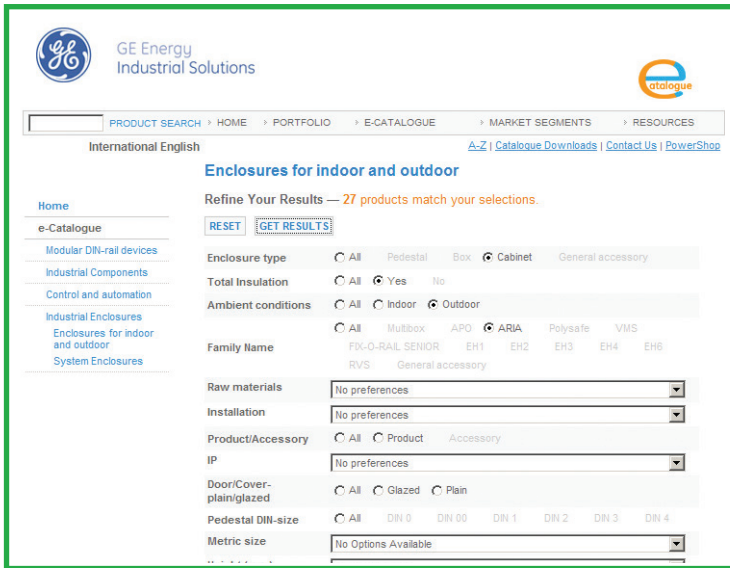 GE Energy
Industrial Solutions
catalogue
PRODUCT SEARCH › HOME › PORTFOLIO › E-CATALOGUE › MARKET SEGMENTS › RESOURCES
International English A-Z | Catalogue Downloads | Contact Us | PowerShop
Enclosures for indoor and outdoor
Refine Your Results — 27 products match your selections.
Home
e-Catalogue
Modular DIN-rail devices
Industrial Components
Control and automation
Industrial Enclosures
Enclosures for indoor
and outdoor
System Enclosures
RESET GET RESULTS
Enclosure type All Pedestal Box Cabinet General accessory
Total Insulation All Yes No
Ambient conditions All Indoor Outdoor
Family Name All Multibox APO ARIA Polysafe VMS
FIX-O-RAIL SENIOR EH1 EH2 EH3 EH4 EH6
RVS General accessory
Raw materials No preferences
Installation No preferences
Product/Accessory All Product Accessory
IP No preferences
Door/Cover-
plain/glazed All Glazed Plain
Pedestal DIN-size All DIN 0 DIN 00 DIN 1 DIN 2 DIN 3 DIN 4
Metric size No Options Available